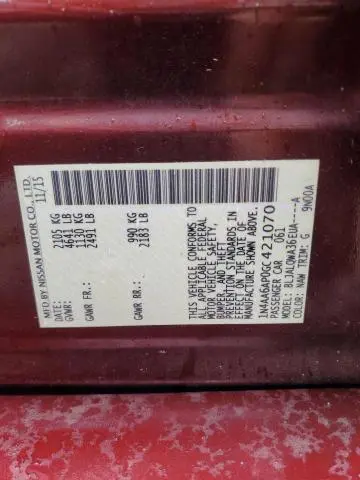 MFD BY NISSAN MOTOR CO., LTD.
11/15
GVWR: 2105 KG
4641 LB
GAWR FR: 1130 KG
2491 LB
GAWR RR: 990 KG
2183 LB
THIS VEHICLE CONFORMS TO
ALL APPLICABLE FEDERAL
MOTOR VEHICLE SAFETY,
BUMPER, AND THEFT
PREVENTION STANDARDS IN
EFFECT ON THE DATE OF
MANUFACTURE SHOWN ABOVE.
1N4AA6AP0GC421070
PASSENGER CAR 061
MODEL: BLJALOWA36EUA----A
COLOR: NAW TRIM: G 9N00A